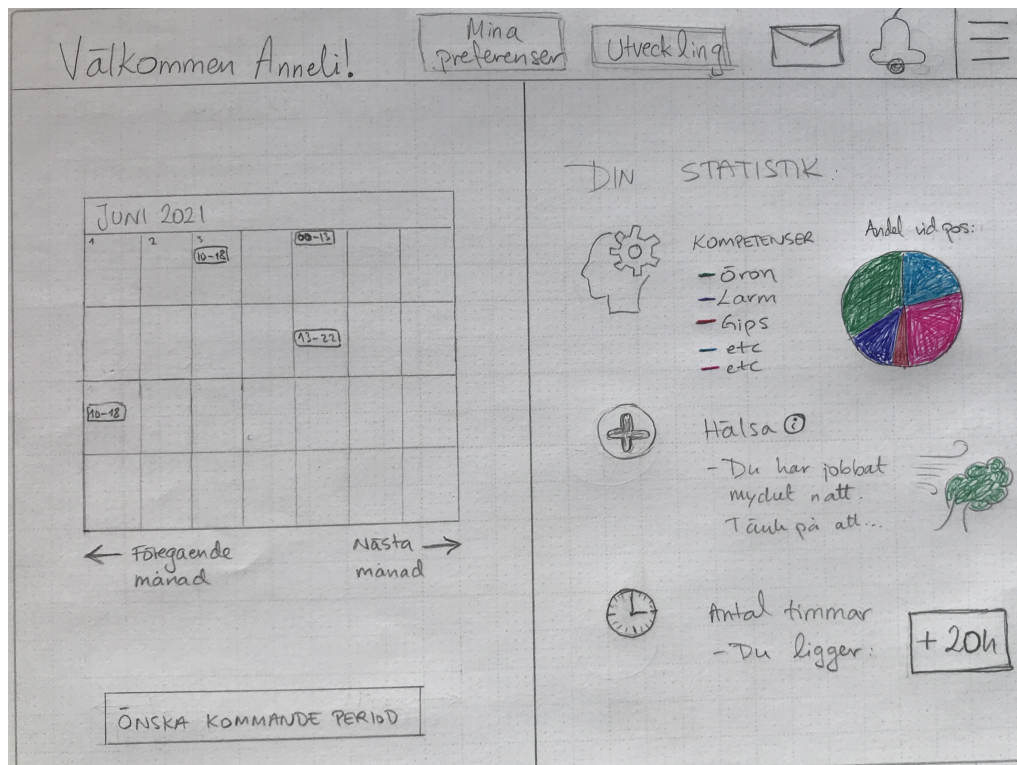 Välkommen Anneli!
Mina
preferenser
Utveckling
DIN STATISTIK:
JUNI 2021
1 2 3
10-18
00-13
13-22
10-18
← Föregående
månad
Nästa →
månad
ÖNSKA KOMMANDE PERIOD
KOMPETENSER
- Öron
- Larm
- Gips
- etc
- etc
Andel vid pos:
Hälsa i
- Du har jobbat
mycket natt.
Tänk på att...
Antal timmar
- Du ligger:
+ 20h